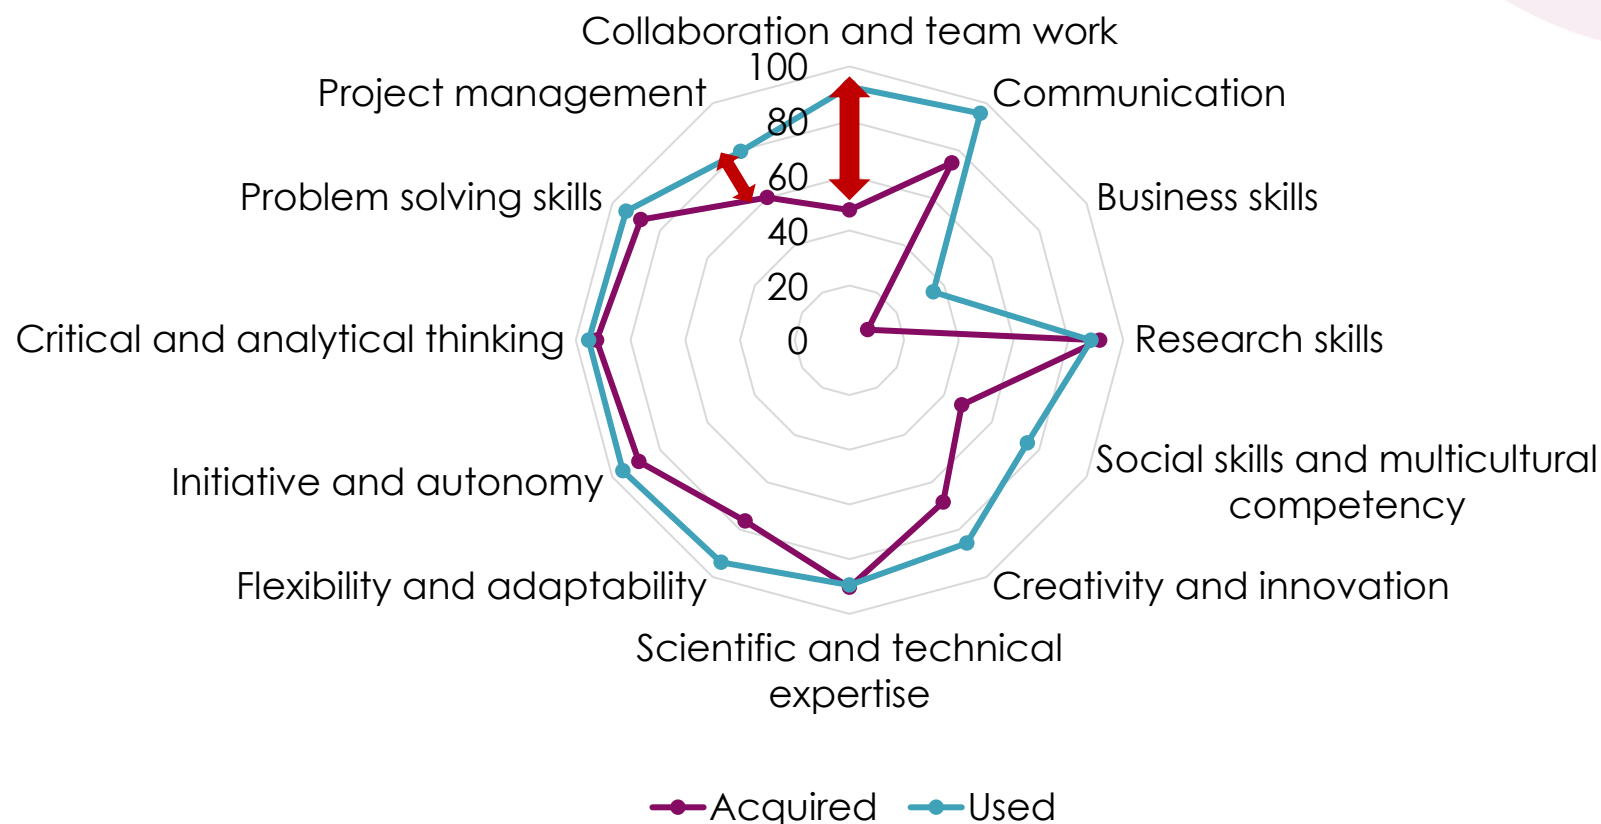 Collaboration and team work
100
Project management
Communication
80
60
Problem solving skills
Business skills
40
20
Critical and analytical thinking
0
Research skills
Social skills and multicultural
competency
Initiative and autonomy
Flexibility and adaptability
Creativity and innovation
Scientific and technical
expertise
Acquired
Used